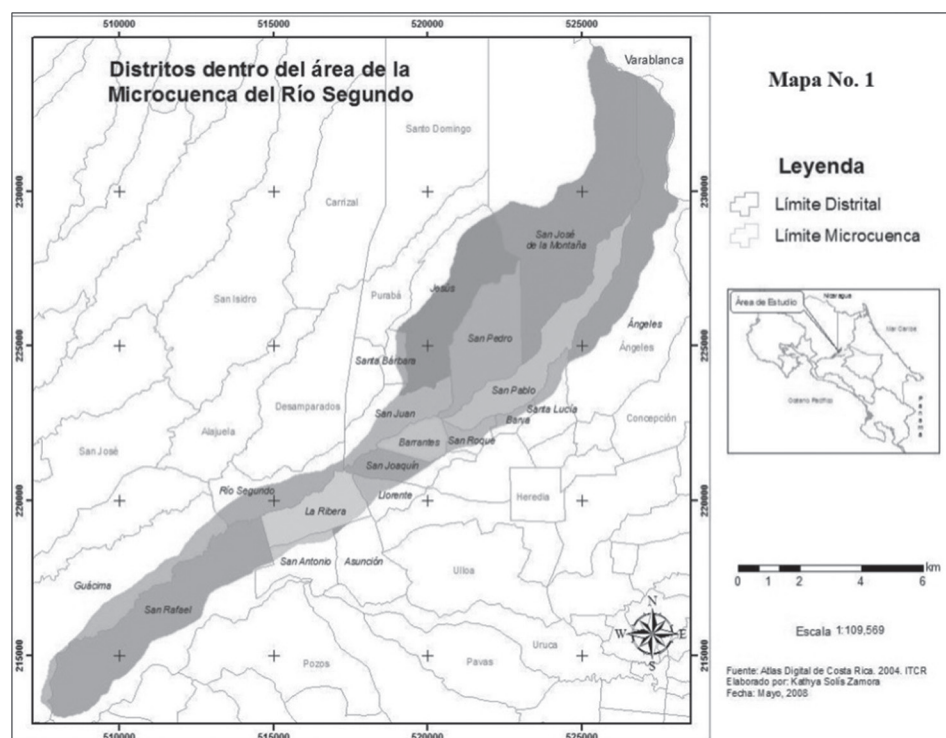 510000
515000
520000
525000
Distritos dentro del área de la
Microcuenca del Río Segundo
Varablanca
Santo Domingo
230000
230000
Carrizal
San José
de la Montaña
Jesús
Purabá
San Isidro
San Pedro
Ángeles
Ángeles
225000
225000
Santa Bárbara
San Pablo
Desamparados
San Juan
Santa Lucía
Barva
Concepción
Alajuela
San José
Barrantes
San Roque
San Joaquín
Río Segundo
Llorente
Heredia
220000
220000
La Ribera
San Antonio
Asunción
Ulloa
Guácima
San Rafael
N
W
E
S
Uruca
Pozos
Pavas
215000
215000
510000
515000
520000
525000
Mapa No. 1
Leyenda
Límite Distrital
Límite Microcuenca
Área de Estudio
Nicaragua
Mar Caribe
Océano Pacífico
Panamá
km
0 1 2 4 6
Escala 1:109,569
Fuente: Atlas Digital de Costa Rica. 2004. ITCR
Elaborado por: Kathya Solís Zamora
Fecha: Mayo, 2008